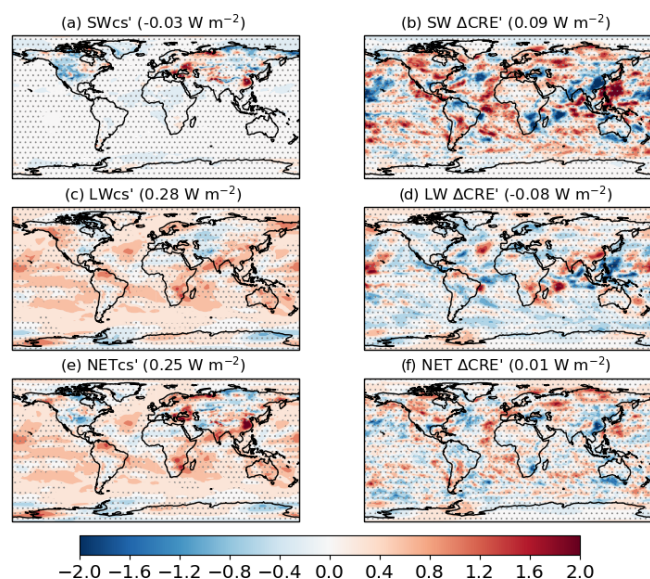 (a) SWcs' (-0.03 W m⁻²)
(b) SW ΔCRE' (0.09 W m⁻²)
(c) LWcs' (0.28 W m⁻²)
(d) LW ΔCRE' (-0.08 W m⁻²)
(e) NETcs' (0.25 W m⁻²)
(f) NET ΔCRE' (0.01 W m⁻²)
−2.0 −1.6 −1.2 −0.8 −0.4 0.0 0.4 0.8 1.2 1.6 2.0